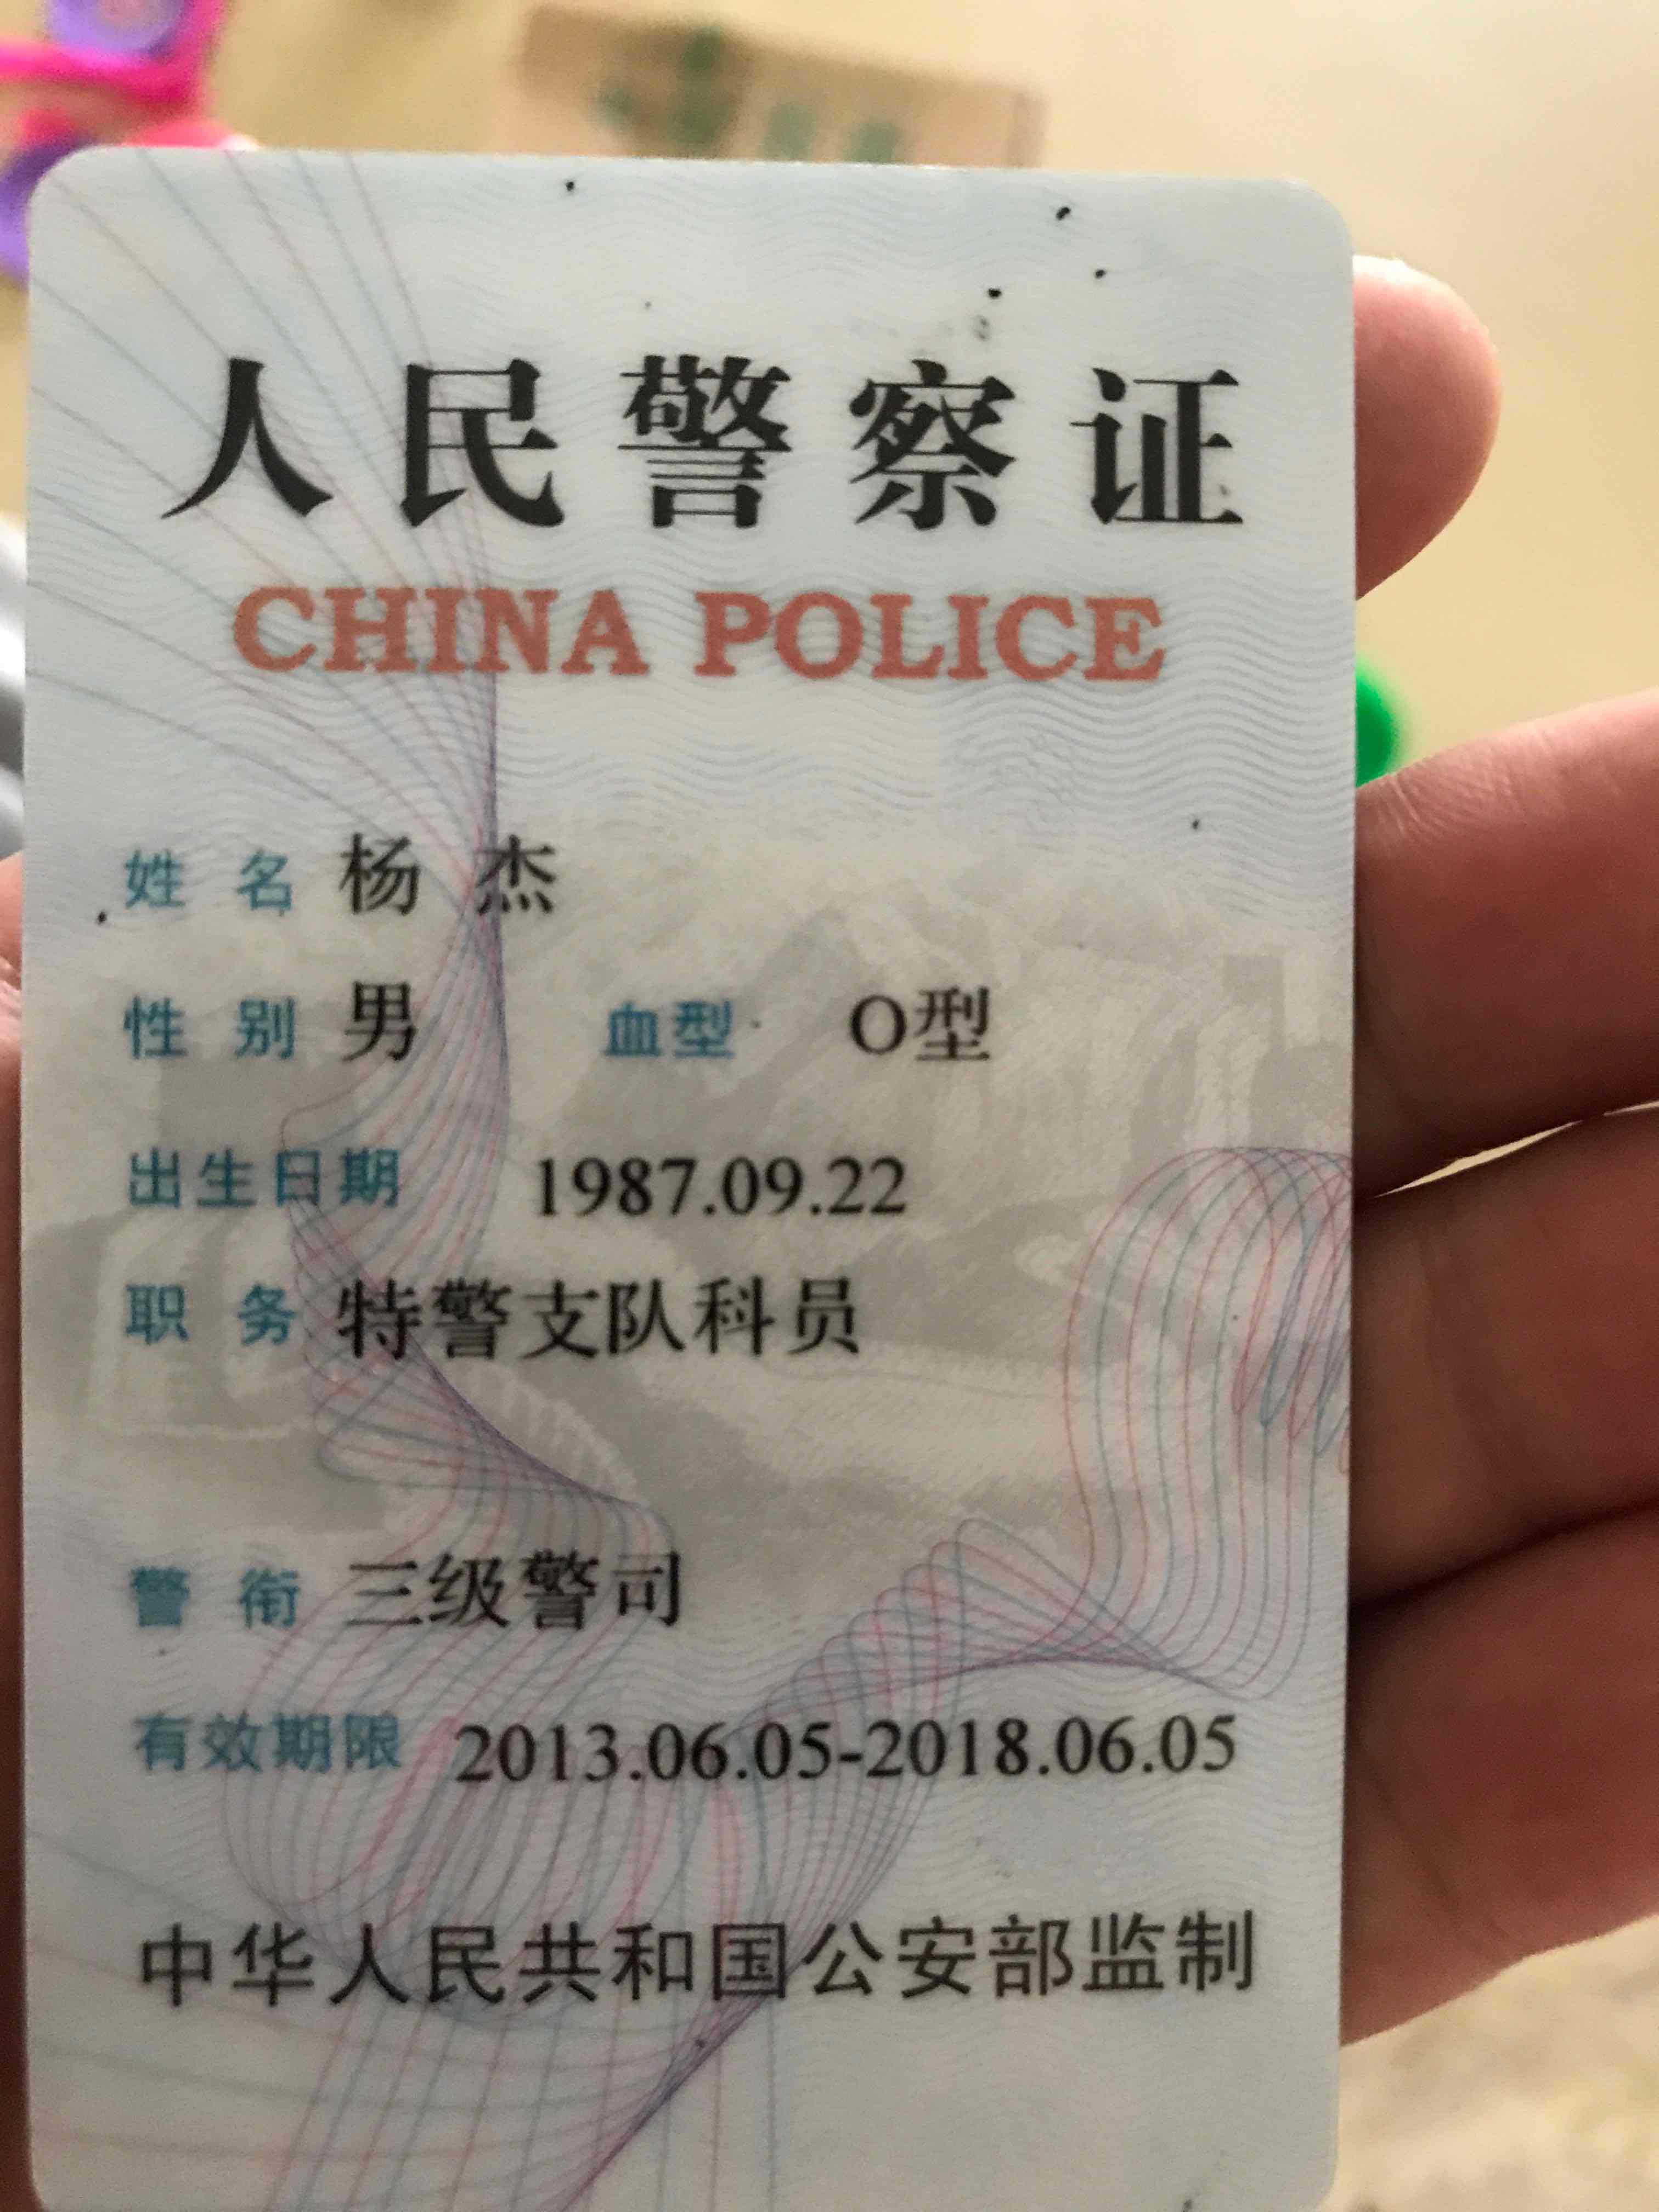 人民警察证
CHINA POLICE
姓名 杨杰
性别 男 血型 O型
出生日期 1987.09.22
职务 特警支队科员
警衔 三级警司
有效期限 2013.06.05-2018.06.05
中华人民共和国公安部监制